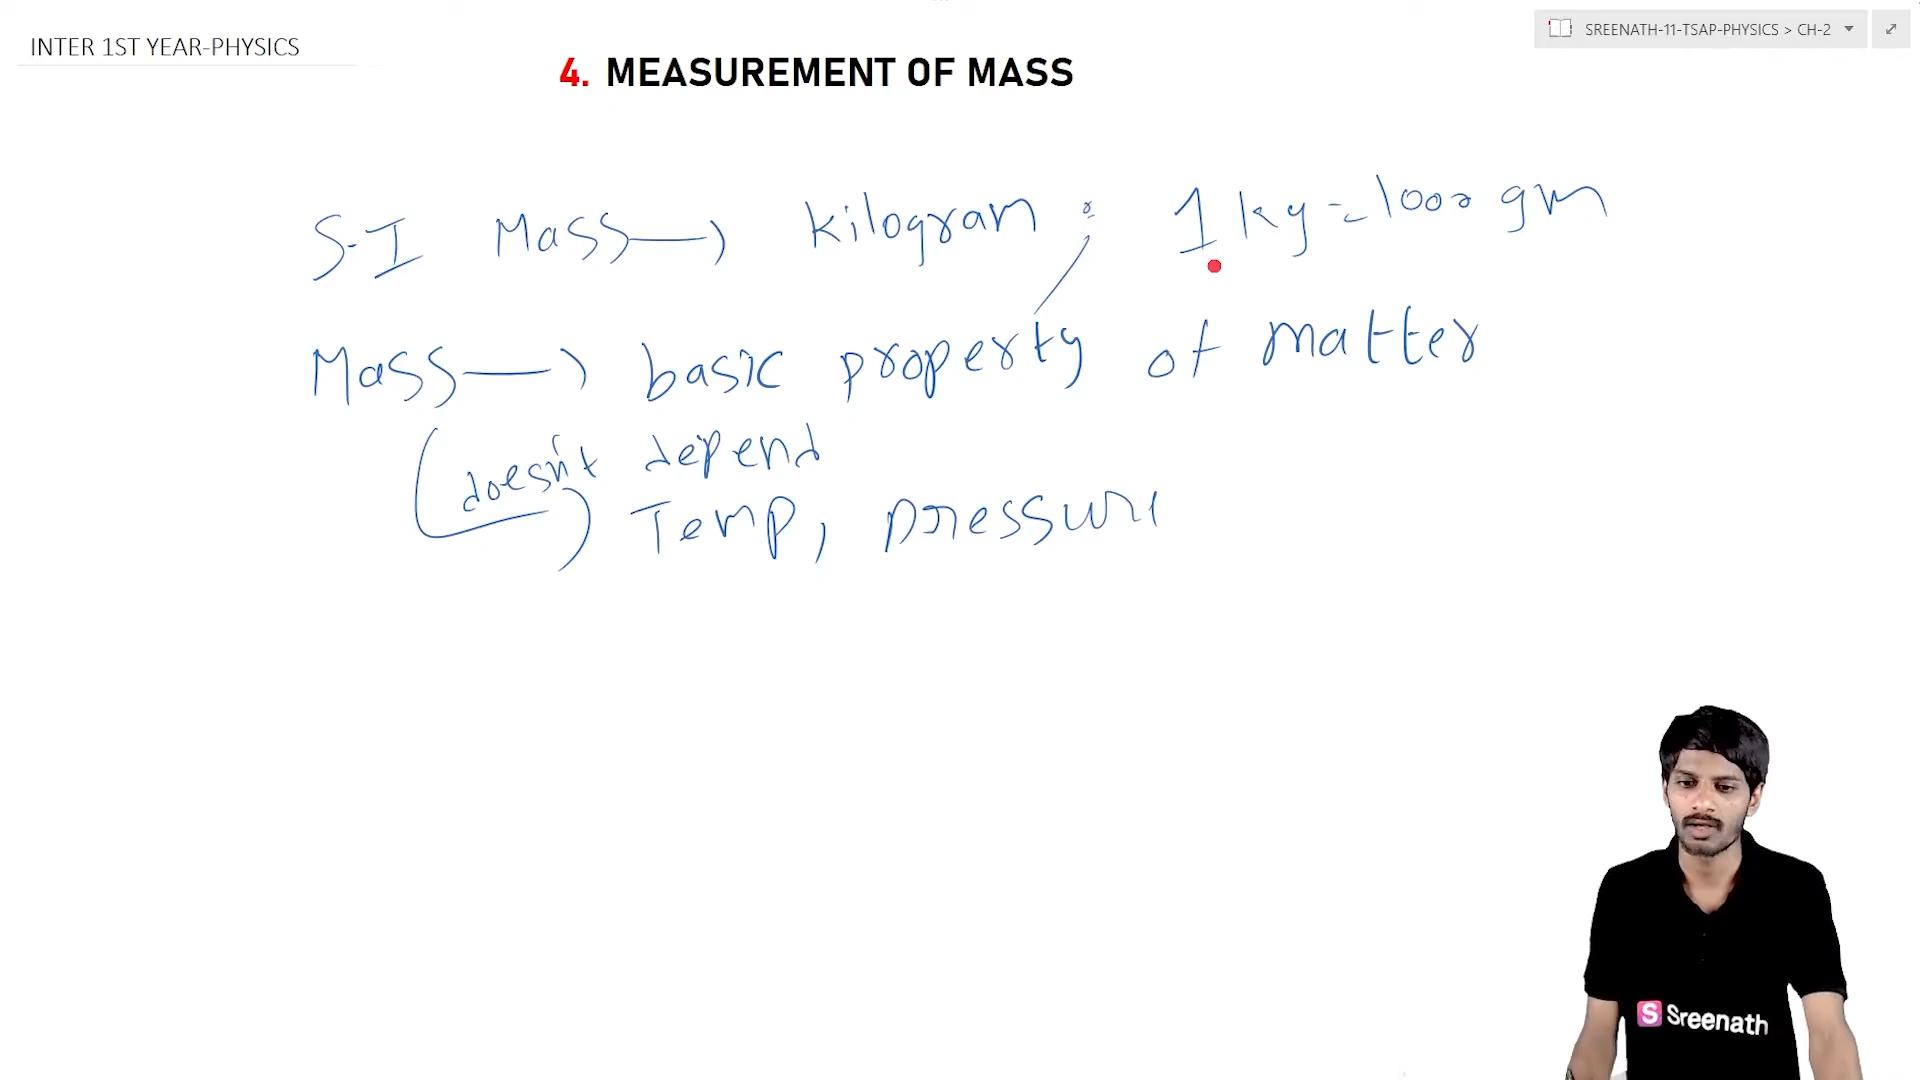 INTER 1ST YEAR-PHYSICS
SREENATH-11-TSAP-PHYSICS > CH-2
4. MEASUREMENT OF MASS
S.I Mass → kilogram : 1 kg = 1000 gm
Mass → basic property of matter
doesn't depend
Temp, pressure
S Sreenath